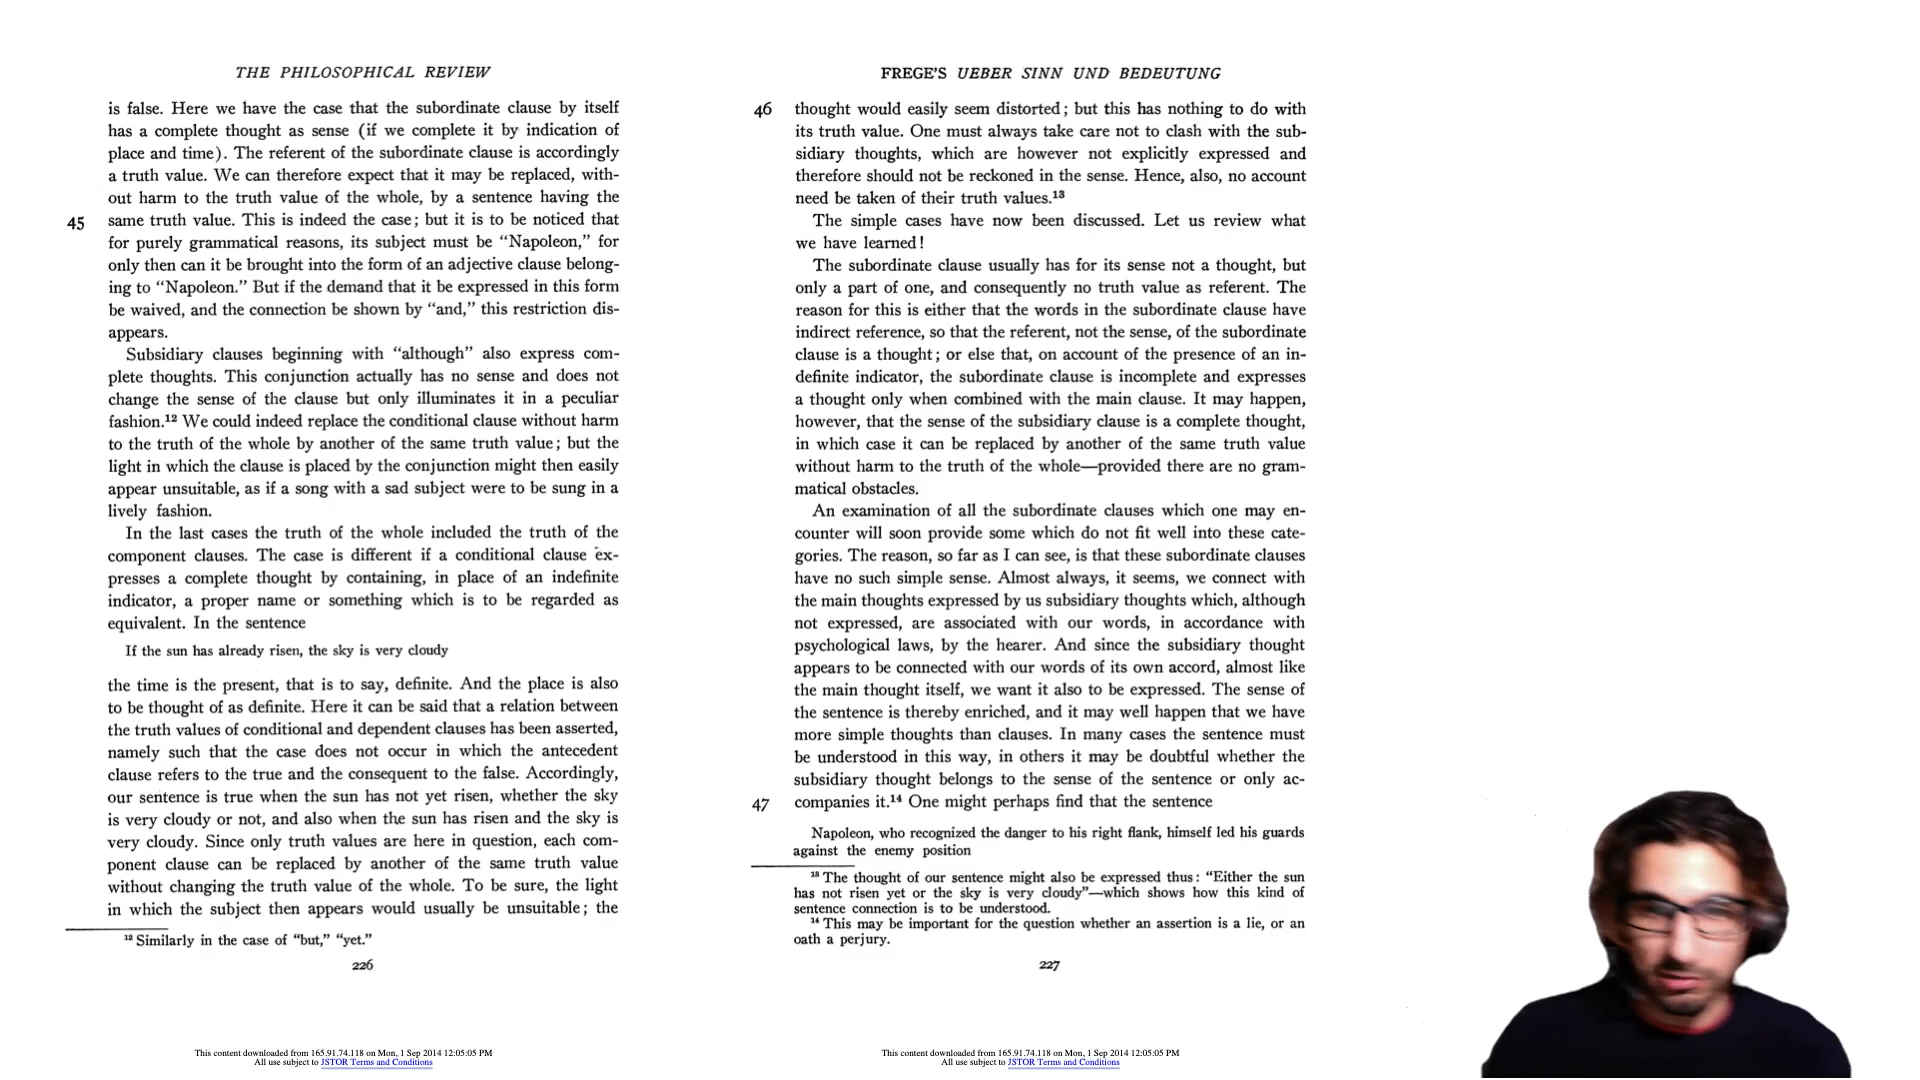 THE PHILOSOPHICAL REVIEW
is false. Here we have the case that the subordinate clause by itself
has a complete thought as sense (if we complete it by indication of
place and time). The referent of the subordinate clause is accordingly
a truth value. We can therefore expect that it may be replaced, with-
out harm to the truth value of the whole, by a sentence having the
45 same truth value. This is indeed the case; but it is to be noticed that
for purely grammatical reasons, its subject must be “Napoleon,” for
only then can it be brought into the form of an adjective clause belong-
ing to “Napoleon.” But if the demand that it be expressed in this form
be waived, and the connection be shown by “and,” this restriction dis-
appears.
Subsidiary clauses beginning with “although” also express com-
plete thoughts. This conjunction actually has no sense and does not
change the sense of the clause but only illuminates it in a peculiar
fashion.¹² We could indeed replace the conditional clause without harm
to the truth of the whole by another of the same truth value; but the
light in which the clause is placed by the conjunction might then easily
appear unsuitable, as if a song with a sad subject were to be sung in a
lively fashion.
In the last cases the truth of the whole included the truth of the
component clauses. The case is different if a conditional clause ex-
presses a complete thought by containing, in place of an indefinite
indicator, a proper name or something which is to be regarded as
equivalent. In the sentence
If the sun has already risen, the sky is very cloudy
the time is the present, that is to say, definite. And the place is also
to be thought of as definite. Here it can be said that a relation between
the truth values of conditional and dependent clauses has been asserted,
namely such that the case does not occur in which the antecedent
clause refers to the true and the consequent to the false. Accordingly,
our sentence is true when the sun has not yet risen, whether the sky
is very cloudy or not, and also when the sun has risen and the sky is
very cloudy. Since only truth values are here in question, each com-
ponent clause can be replaced by another of the same truth value
without changing the truth value of the whole. To be sure, the light
in which the subject then appears would usually be unsuitable; the
¹² Similarly in the case of “but,” “yet.”
226
This content downloaded from 165.91.74.118 on Mon, 1 Sep 2014 12:05:05 PM
All use subject to JSTOR Terms and Conditions
FREGE'S UEBER SINN UND BEDEUTUNG
46 thought would easily seem distorted; but this has nothing to do with
its truth value. One must always take care not to clash with the sub-
sidiary thoughts, which are however not explicitly expressed and
therefore should not be reckoned in the sense. Hence, also, no account
need be taken of their truth values.¹³
The simple cases have now been discussed. Let us review what
we have learned!
The subordinate clause usually has for its sense not a thought, but
only a part of one, and consequently no truth value as referent. The
reason for this is either that the words in the subordinate clause have
indirect reference, so that the referent, not the sense, of the subordinate
clause is a thought; or else that, on account of the presence of an in-
definite indicator, the subordinate clause is incomplete and expresses
a thought only when combined with the main clause. It may happen,
however, that the sense of the subsidiary clause is a complete thought,
in which case it can be replaced by another of the same truth value
without harm to the truth of the whole—provided there are no gram-
matical obstacles.
An examination of all the subordinate clauses which one may en-
counter will soon provide some which do not fit well into these cate-
gories. The reason, so far as I can see, is that these subordinate clauses
have no such simple sense. Almost always, it seems, we connect with
the main thoughts expressed by us subsidiary thoughts which, although
not expressed, are associated with our words, in accordance with
psychological laws, by the hearer. And since the subsidiary thought
appears to be connected with our words of its own accord, almost like
the main thought itself, we want it also to be expressed. The sense of
the sentence is thereby enriched, and it may well happen that we have
more simple thoughts than clauses. In many cases the sentence must
be understood in this way, in others it may be doubtful whether the
subsidiary thought belongs to the sense of the sentence or only ac-
47 companies it.¹⁴ One might perhaps find that the sentence
Napoleon, who recognized the danger to his right flank, himself led his guards
against the enemy position
¹³ The thought of our sentence might also be expressed thus: “Either the sun
has not risen yet or the sky is very cloudy”—which shows how this kind of
sentence connection is to be understood.
¹⁴ This may be important for the question whether an assertion is a lie, or an
oath a perjury.
227
This content downloaded from 165.91.74.118 on Mon, 1 Sep 2014 12:05:05 PM
All use subject to JSTOR Terms and Conditions